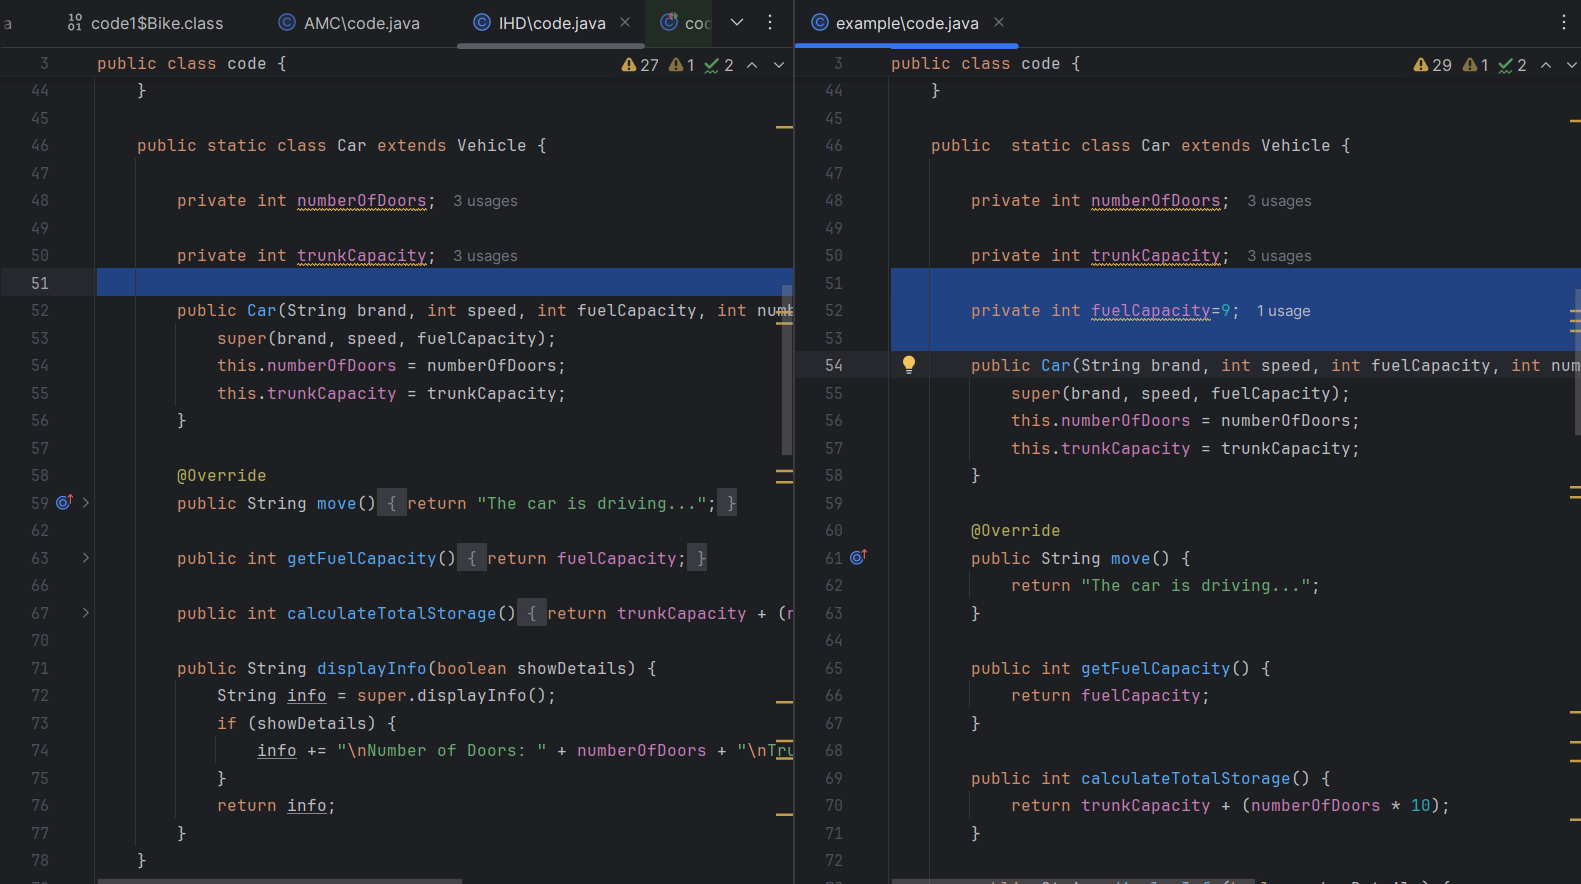 a
code1$Bike.class
AMC\code.java
IHD\code.java
coc
3 public class code {
27 1 2
44 }
45
46 public static class Car extends Vehicle {
47
48 private int numberOfDoors; 3 usages
49
50 private int trunkCapacity; 3 usages
51
52 public Car(String brand, int speed, int fuelCapacity, int numb
53 super(brand, speed, fuelCapacity);
54 this.numberOfDoors = numberOfDoors;
55 this.trunkCapacity = trunkCapacity;
56 }
57
58 @Override
59 public String move() { return "The car is driving..."; }
62
63 public int getFuelCapacity() { return fuelCapacity; }
66
67 public int calculateTotalStorage() { return trunkCapacity + (n
70
71 public String displayInfo(boolean showDetails) {
72 String info = super.displayInfo();
73 if (showDetails) {
74 info += "\nNumber of Doors: " + numberOfDoors + "\nTru
75 }
76 return info;
77 }
78 }
example\code.java
3 public class code {
29 1 2
44 }
45
46 public  static class Car extends Vehicle {
47
48 private int numberOfDoors; 3 usages
49
50 private int trunkCapacity; 3 usages
51
52 private int fuelCapacity=9; 1 usage
53
54 public Car(String brand, int speed, int fuelCapacity, int num
55 super(brand, speed, fuelCapacity);
56 this.numberOfDoors = numberOfDoors;
57 this.trunkCapacity = trunkCapacity;
58 }
59
60 @Override
61 public String move() {
62 return "The car is driving...";
63 }
64
65 public int getFuelCapacity() {
66 return fuelCapacity;
67 }
68
69 public int calculateTotalStorage() {
70 return trunkCapacity + (numberOfDoors * 10);
71 }
72